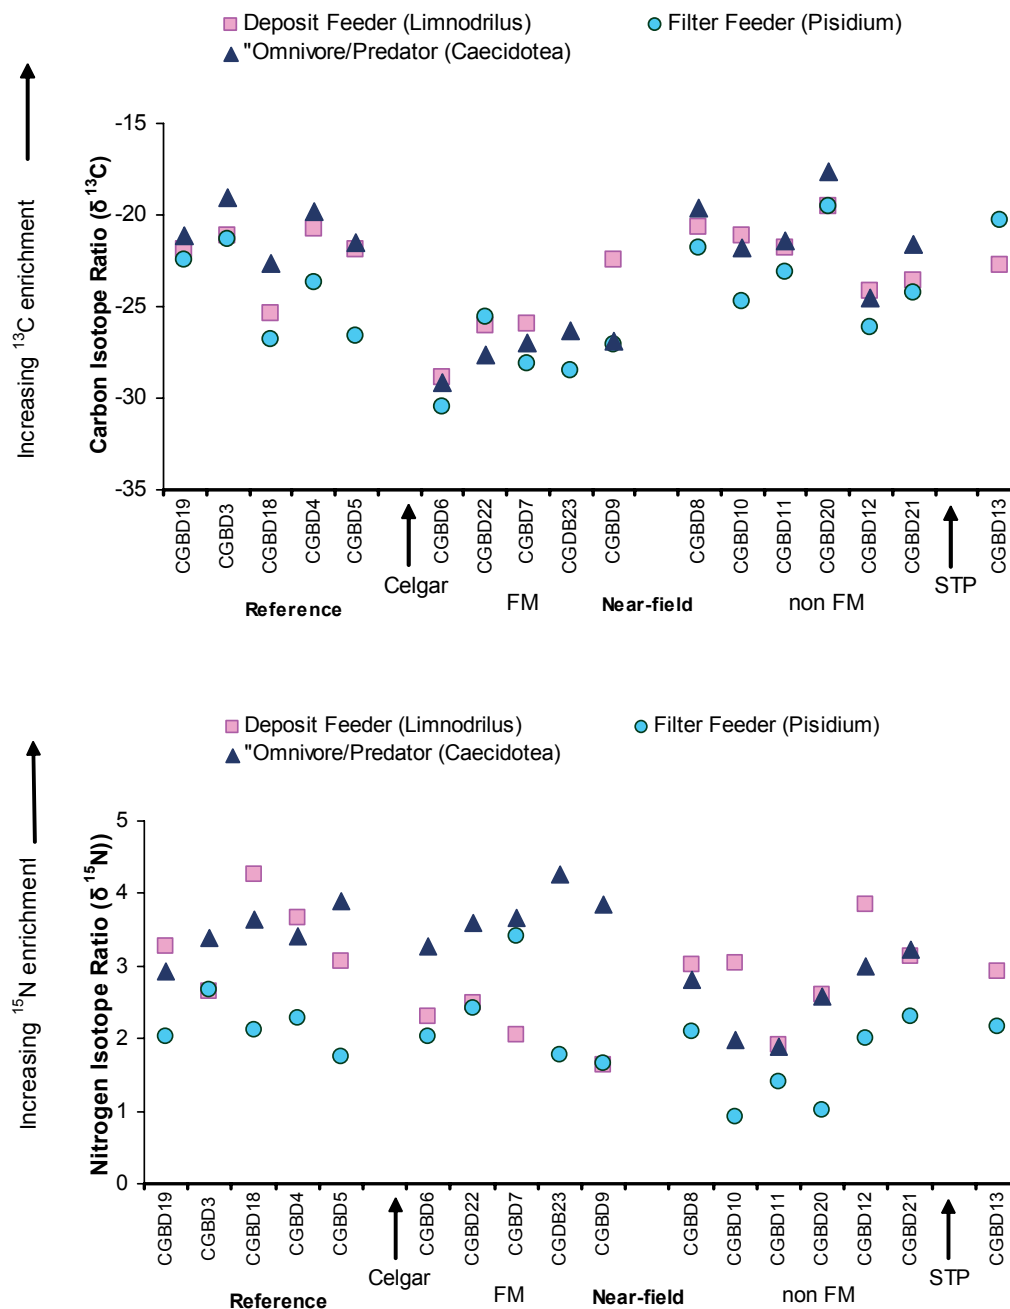 Deposit Feeder (Limnodrilus)
Filter Feeder (Pisidium)
"Omnivore/Predator (Caecidotea)
Increasing ¹³C enrichment
Carbon Isotope Ratio (δ ¹³C)
-15
-20
-25
-30
-35
CGBD19
CGBD3
CGBD18
CGBD4
CGBD5
CGBD6
CGBD22
CGBD7
CGDB23
CGBD9
CGBD8
CGBD10
CGBD11
CGBD20
CGBD12
CGBD21
CGBD13
Celgar
STP
Reference
FM
Near-field
non FM
Deposit Feeder (Limnodrilus)
Filter Feeder (Pisidium)
"Omnivore/Predator (Caecidotea)
Increasing ¹⁵N enrichment
Nitrogen Isotope Ratio (δ ¹⁵N))
5
4
3
2
1
0
CGBD19
CGBD3
CGBD18
CGBD4
CGBD5
CGBD6
CGBD22
CGBD7
CGDB23
CGBD9
CGBD8
CGBD10
CGBD11
CGBD20
CGBD12
CGBD21
CGBD13
Celgar
STP
Reference
FM
Near-field
non FM